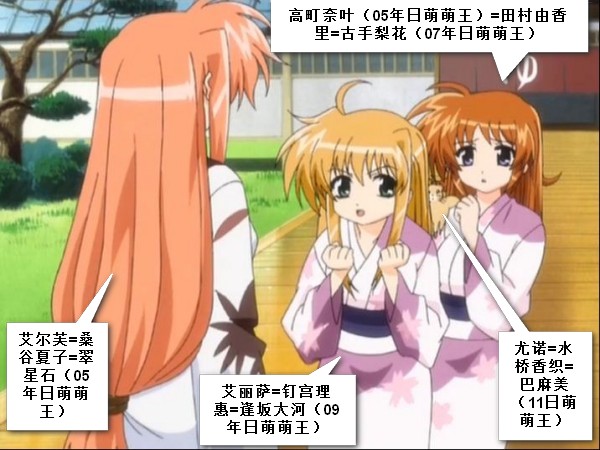 高町奈叶（05年日萌萌王）=田村由香
里=古手梨花（07年日萌萌王）
ゆ
艾尔芙=桑
谷夏子=翠
星石（05
年日萌萌
王）
艾丽萨=钉宫理
惠=逢坂大河（09
年日萌萌王）
尤诺=水
桥香织=
巴麻美
（11日萌
萌王）